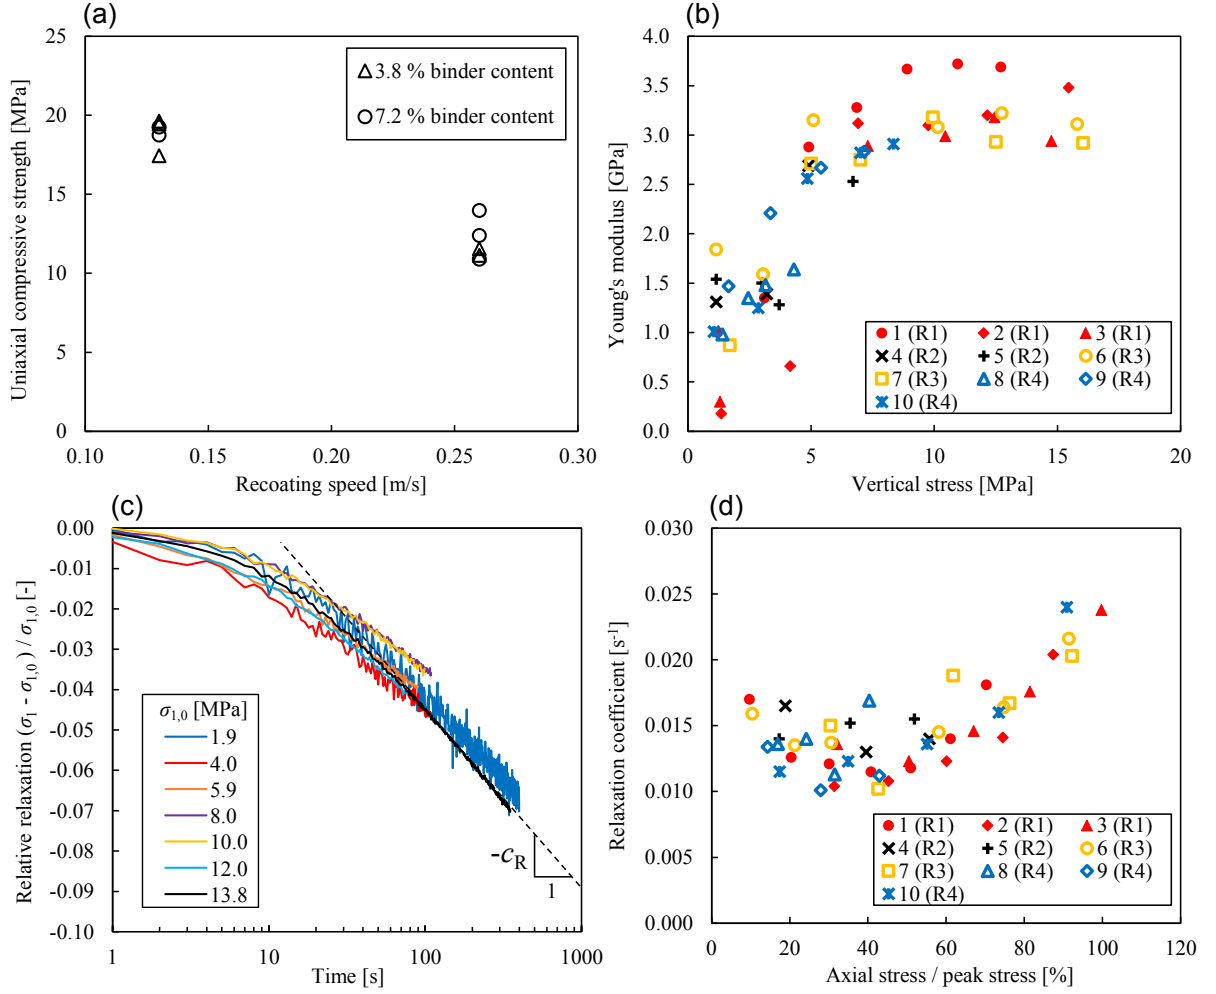 (a)
Uniaxial compressive strength [MPa]
25
20
15
10
5
0
3.8 % binder content
7.2 % binder content
0.10 0.15 0.20 0.25 0.30
Recoating speed [m/s]
(b)
Young's modulus [GPa]
4.0
3.5
3.0
2.5
2.0
1.5
1.0
0.5
0.0
1 (R1) 2 (R1) 3 (R1)
4 (R2) 5 (R2) 6 (R3)
7 (R3) 8 (R4) 9 (R4)
10 (R4)
0 5 10 15 20
Vertical stress [MPa]
(c)
Relative relaxation (σ1 - σ1,0) / σ1,0 [-]
0.00
-0.01
-0.02
-0.03
-0.04
-0.05
-0.06
-0.07
-0.08
-0.09
-0.10
σ1,0 [MPa]
1.9
4.0
5.9
8.0
10.0
12.0
13.8
-cR
1
1 10 100 1000
Time [s]
(d)
Relaxation coefficient [s-1]
0.030
0.025
0.020
0.015
0.010
0.005
0.000
1 (R1) 2 (R1) 3 (R1)
4 (R2) 5 (R2) 6 (R3)
7 (R3) 8 (R4) 9 (R4)
10 (R4)
0 20 40 60 80 100 120
Axial stress / peak stress [%]